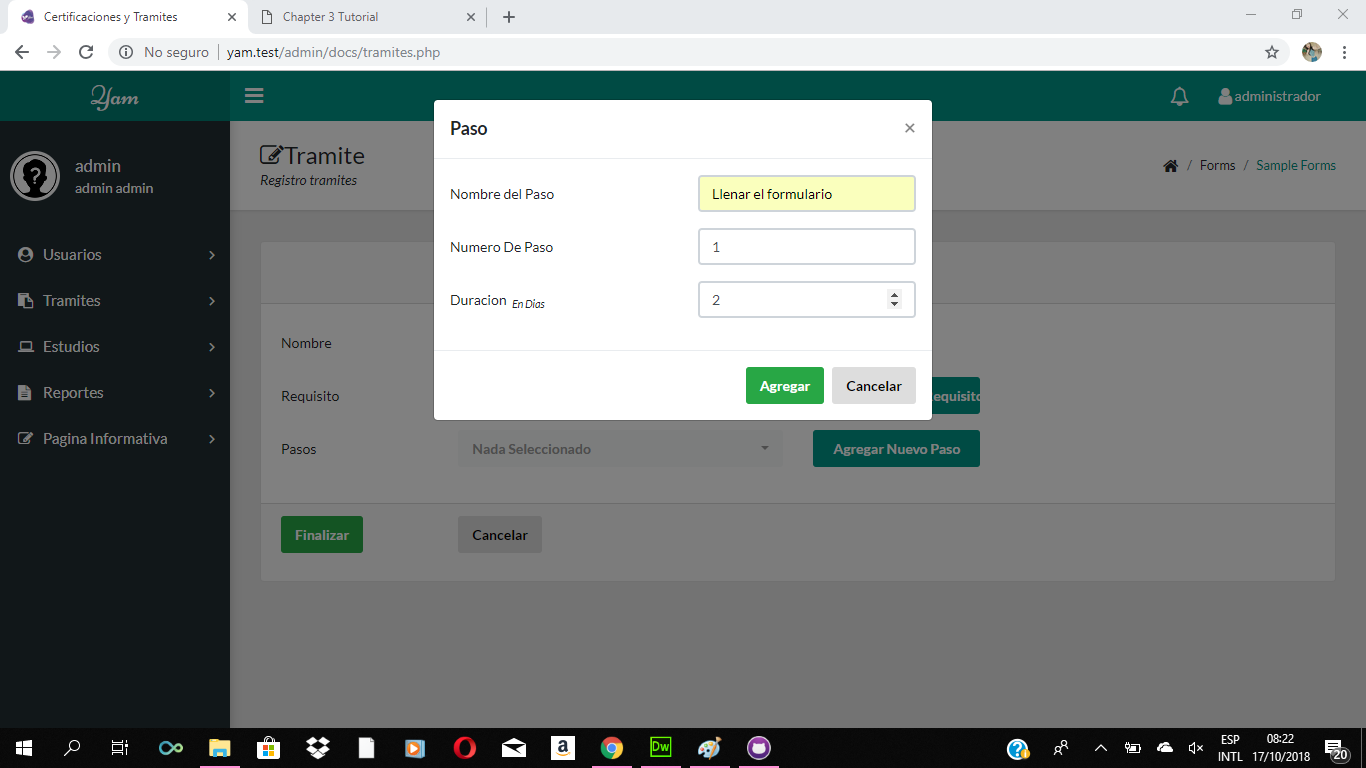 Certificaciones y Tramites
Chapter 3 Tutorial
No seguro
yam.test/admin/docs/tramites.php
Yam
administrador
admin
admin admin
Tramite
Registro tramites
/ Forms / Sample Forms
Usuarios
Tramites
Estudios
Reportes
Pagina Informativa
Paso
×
Nombre del Paso
Llenar el formulario
Numero De Paso
1
Duracion En Dias
2
Agregar
Cancelar
Nombre
Requisito
Pasos
Nada Seleccionado
Agregar Nuevo Paso
Finalizar
Cancelar
Dw
ESP
INTL
08:22
17/10/2018
20